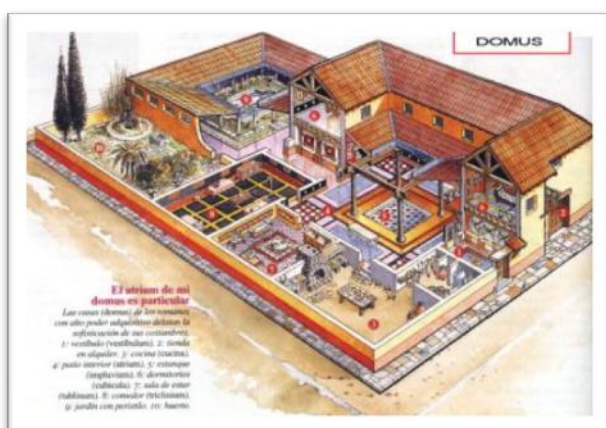 DOMUS
El atrium de mi
domus es particular
Las casas (domus) de los romanos
con alto poder adquisitivo delatan la
sofisticación de sus costumbres.
1: vestíbulo (vestibulum). 2: tienda
en alquiler. 3: cocina (cucina).
4: patio interior (atrium). 5: estanque
(impluvium). 6: dormitorios
(cubicula). 7: sala de estar
(tablinum). 8: comedor (triclinium).
9: jardín con peristilo. 10: huerto.